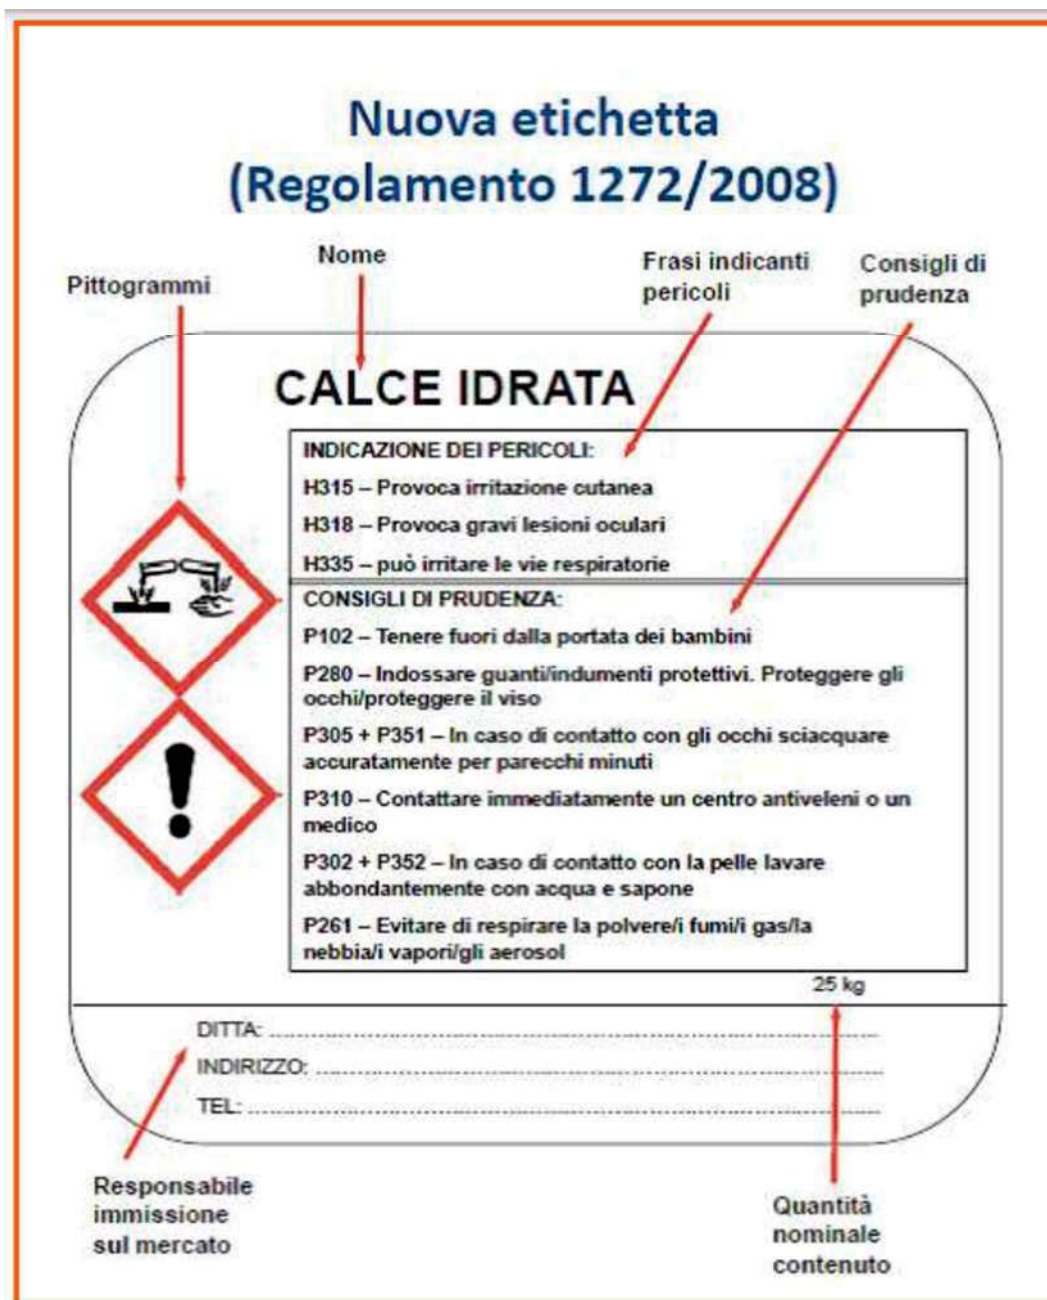 Nuova etichetta
(Regolamento 1272/2008)
Pittogrammi
Nome
Frasi indicanti
pericoli
Consigli di
prudenza
CALCE IDRATA
INDICAZIONE DEI PERICOLI:
H315 – Provoca irritazione cutanea
H318 – Provoca gravi lesioni oculari
H335 – può irritare le vie respiratorie
CONSIGLI DI PRUDENZA:
P102 – Tenere fuori dalla portata dei bambini
P280 – Indossare guanti/indumenti protettivi. Proteggere gli
occhi/proteggere il viso
P305 + P351 – In caso di contatto con gli occhi sciacquare
accuratamente per parecchi minuti
P310 – Contattare immediatamente un centro antiveleni o un
medico
P302 + P352 – In caso di contatto con la pelle lavare
abbondantemente con acqua e sapone
P261 – Evitare di respirare la polvere/i fumi/i gas/la
nebbia/i vapori/gli aerosol
25 kg
DITTA:
INDIRIZZO:
TEL:
Responsabile
immissione
sul mercato
Quantità
nominale
contenuto